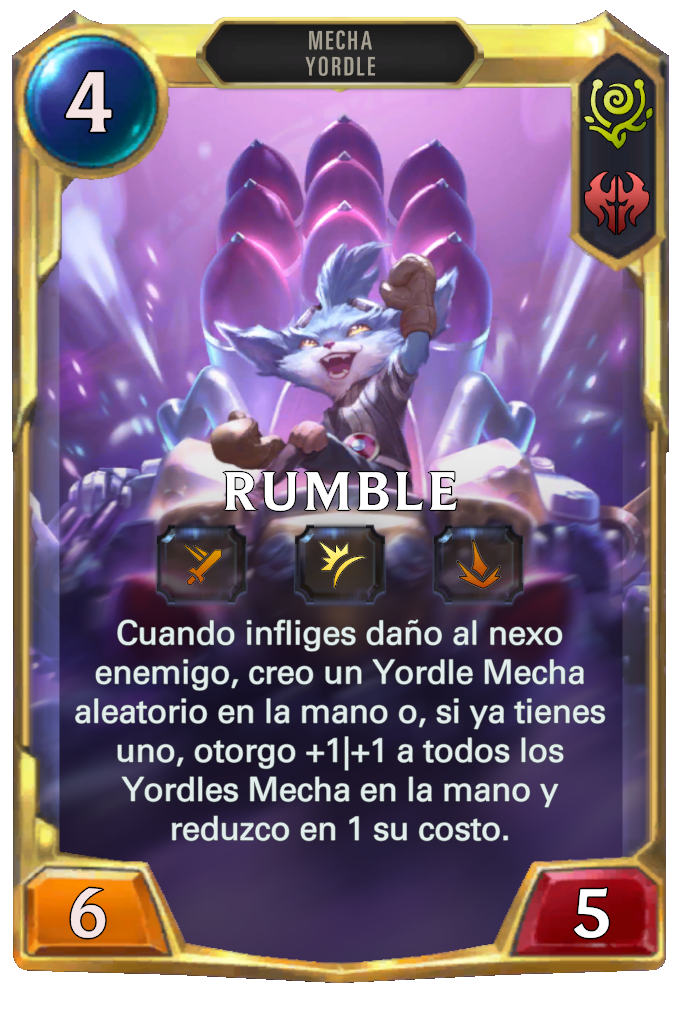 MECHA
YORDLE
4
RUMBLE
Cuando infliges daño al nexo
enemigo, creo un Yordle Mecha
aleatorio en la mano o, si ya tienes
uno, otorgo +1|+1 a todos los
Yordles Mecha en la mano y
reduzco en 1 su costo.
6
5